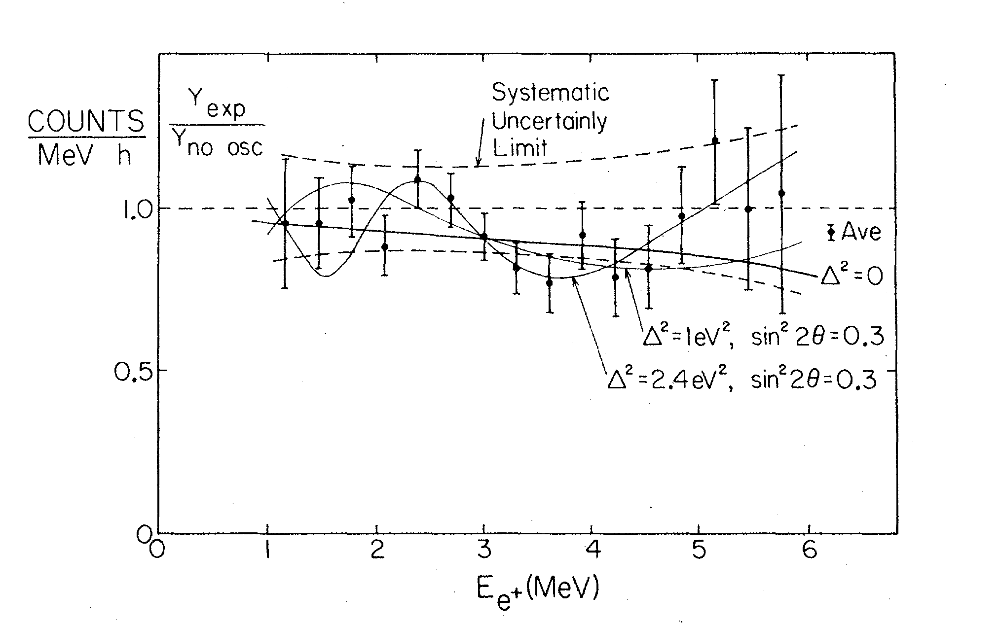 COUNTS
MeV h
Y exp
Y no osc
Systematic
Uncertainly
Limit
1.0
Ave
Δ² = 0
Δ² = 1eV², sin² 2θ = 0.3
0.5
Δ² = 2.4eV², sin² 2θ = 0.3
0
0 1 2 3 4 5 6
E e+ (MeV)